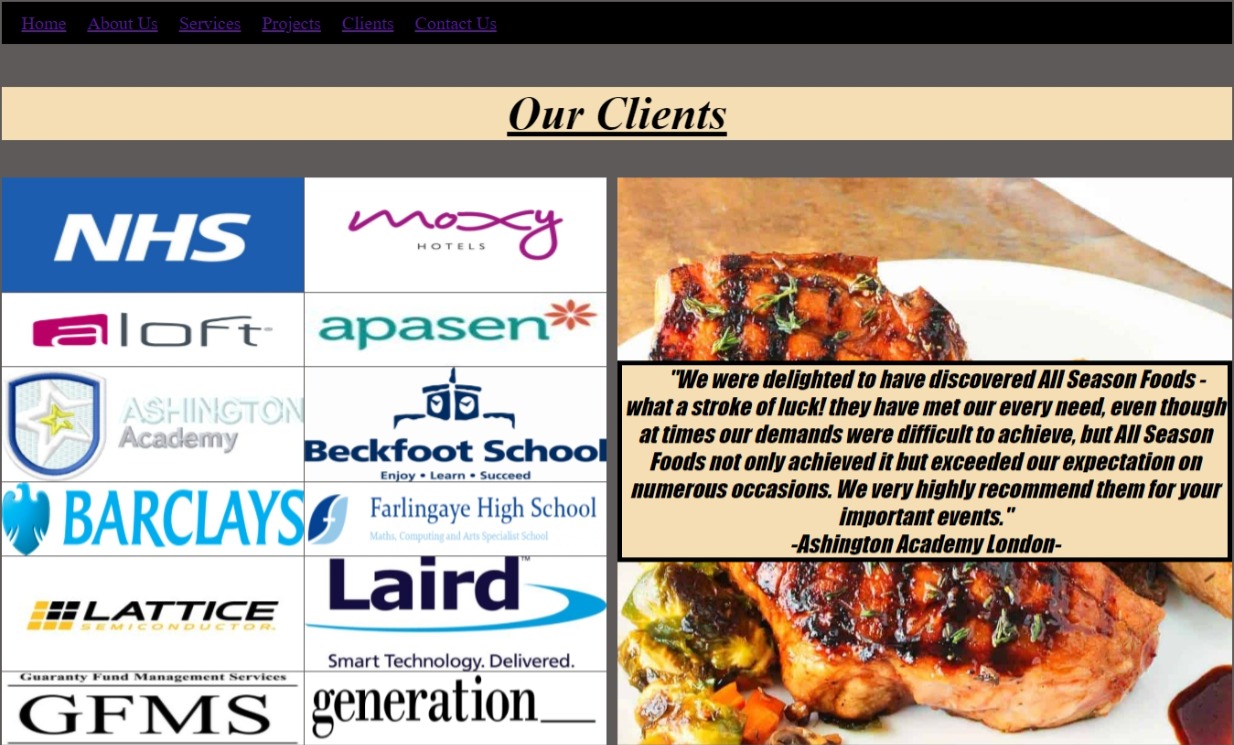 Home About Us Services Projects Clients Contact Us
Our Clients
NHS
moxy
HOTELS
aloft
apasen
ASHINGTON
Academy
Beckfoot School
Enjoy • Learn • Succeed
BARCLAYS
Farlingaye High School
Maths, Computing and Arts Specialist School
LATTICE
SEMICONDUCTOR.
Laird™
Smart Technology. Delivered.
Guaranty Fund Management Services
GFMS
generation__
"We were delighted to have discovered All Season Foods -
what a stroke of luck! they have met our every need, even though
at times our demands were difficult to achieve, but All Season
Foods not only achieved it but exceeded our expectation on
numerous occasions. We very highly recommend them for your
important events."
-Ashington Academy London-